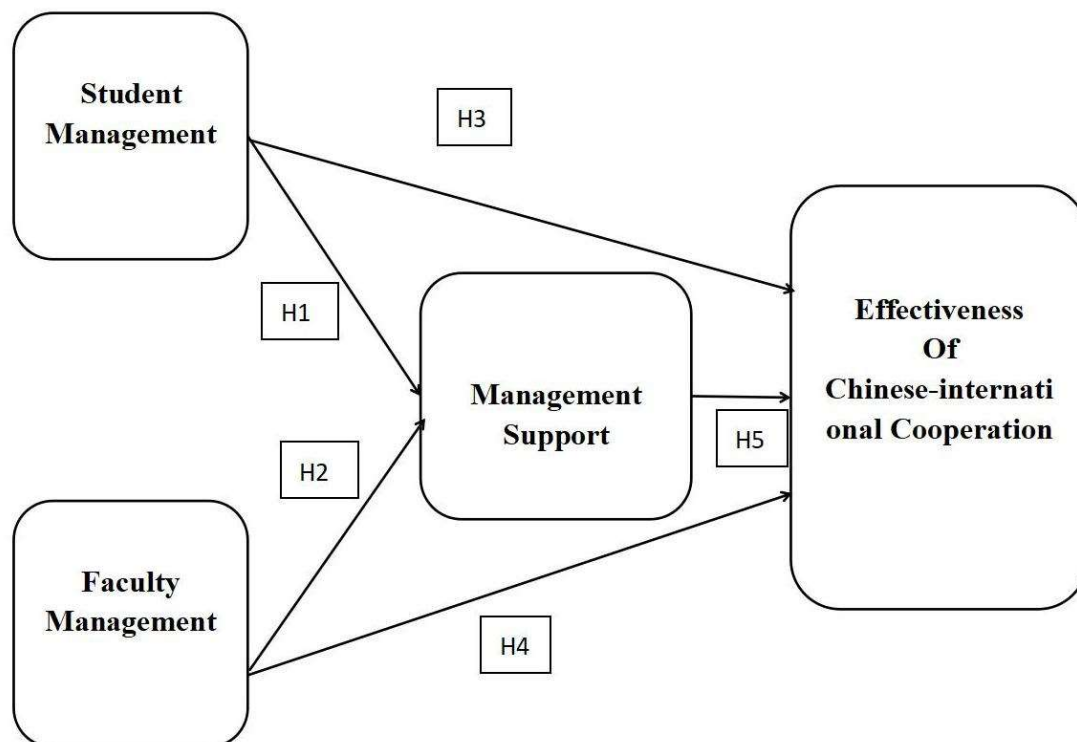 Student
Management
H3
H1
Management
Support
Effectiveness
Of
Chinese-internati
onal Cooperation
H5
H2
Faculty
Management
H4